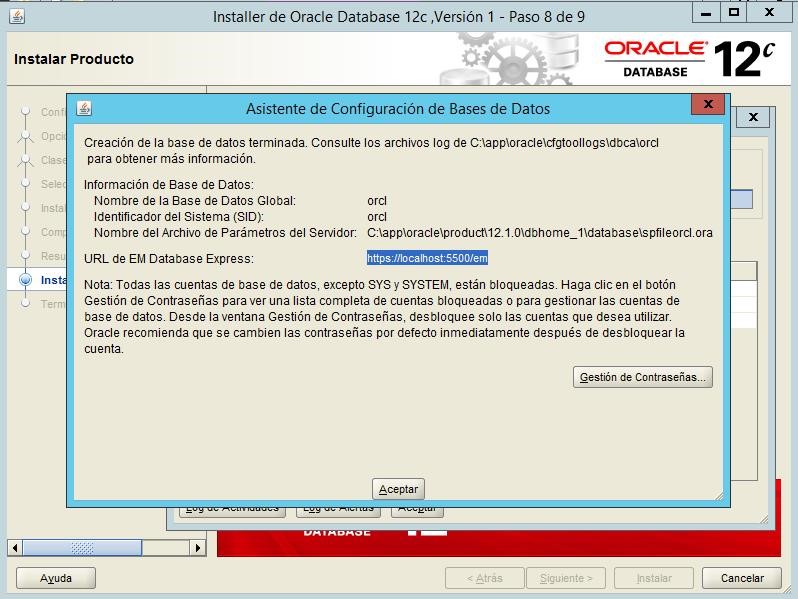 Installer de Oracle Database 12c ,Versión 1 - Paso 8 de 9
Instalar Producto
ORACLE
DATABASE
12c
Asistente de Configuración de Bases de Datos
Creación de la base de datos terminada. Consulte los archivos log de C:\app\oracle\cfgtoollogs\dbca\orcl
para obtener más información.
Información de Base de Datos:
Nombre de la Base de Datos Global: orcl
Identificador del Sistema (SID): orcl
Nombre del Archivo de Parámetros del Servidor: C:\app\oracle\product\12.1.0\dbhome_1\database\spfileorcl.ora
URL de EM Database Express: https://localhost:5500/em
Nota: Todas las cuentas de base de datos, excepto SYS y SYSTEM, están bloqueadas. Haga clic en el botón
Gestión de Contraseñas para ver una lista completa de cuentas bloqueadas o para gestionar las cuentas de
base de datos. Desde la ventana Gestión de Contraseñas, desbloquee solo las cuentas que desea utilizar.
Oracle recomienda que se cambien las contraseñas por defecto inmediatamente después de desbloquear la
cuenta.
Gestión de Contraseñas...
Aceptar
Confi
Opcio
Clase
Selec
Instal
Comp
Resu
Insta
Term
Log de Actividades Log de Alertas Aceptar
DATABASE
Ayuda < Atrás Siguiente > Instalar Cancelar